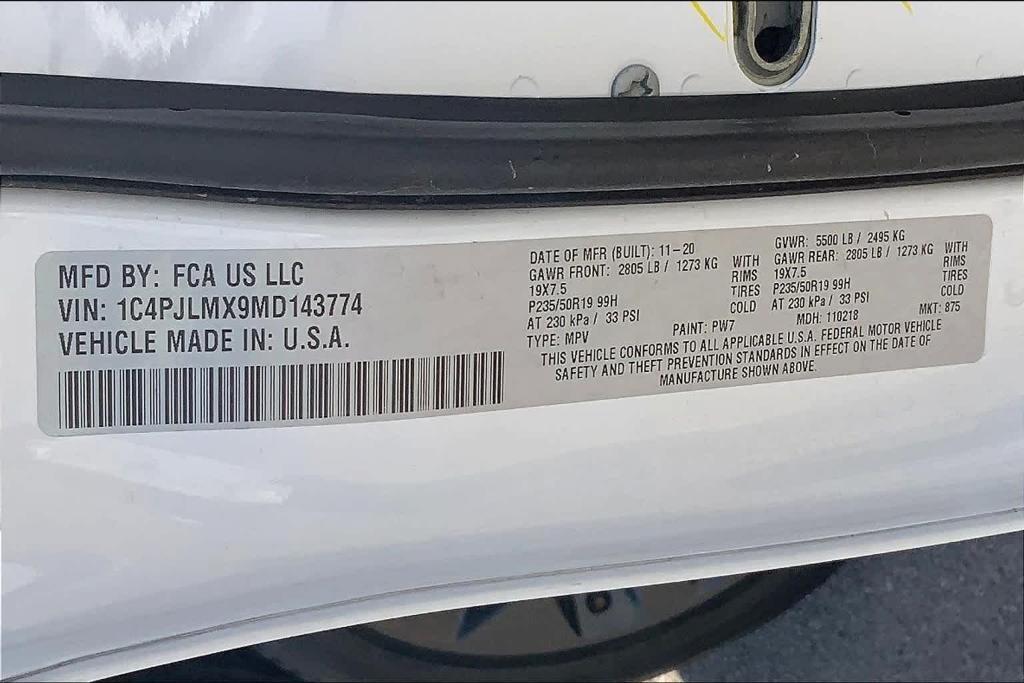 MFD BY: FCA US LLC
VIN: 1C4PJLMX9MD143774
VEHICLE MADE IN: U.S.A.
DATE OF MFR (BUILT): 11-20
GVWR: 5500 LB / 2495 KG
GAWR FRONT: 2805 LB / 1273 KG WITH
19X7.5 RIMS
P235/50R19 99H TIRES
AT 230 kPa / 33 PSI COLD
GAWR REAR: 2805 LB / 1273 KG WITH
19X7.5 RIMS
P235/50R19 99H TIRES
AT 230 kPa / 33 PSI COLD
TYPE: MPV PAINT: PW7 MDH: 110218 MKT: 875
THIS VEHICLE CONFORMS TO ALL APPLICABLE U.S.A. FEDERAL MOTOR VEHICLE
SAFETY AND THEFT PREVENTION STANDARDS IN EFFECT ON THE DATE OF
MANUFACTURE SHOWN ABOVE.